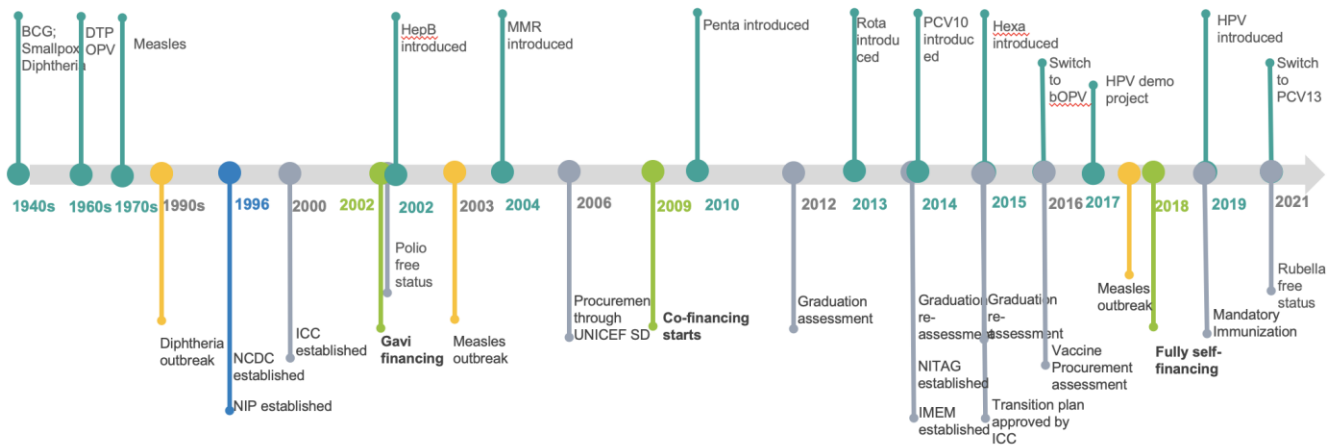 BCG;
Smallpox
Diphtheria
DTP
OPV
Measles
HepB
introduced
MMR
introduced
Penta introduced
Rota
introdu
ced
PCV10
introduc
ed
Hexa
introduced
Switch
to
bOPV
HPV demo
project
HPV
introduced
Switch
to
PCV13
1940s
1960s
1970s
1990s
1996
2000
2002
2002
2003
2004
2006
2009
2010
2012
2013
2014
2015
2016
2017
2018
2019
2021
Diphtheria
outbreak
NCDC
established
NIP established
ICC
established
Gavi
financing
Polio
free
status
Measles
outbreak
Procuremen
through
UNICEF SD
Co-financing
starts
Graduation
assessment
Graduation
re-
assessment
NITAG
established
IMEM
established
Graduation
re-
assessment
Transition plan
approved by
ICC
Vaccine
Procurement
assessment
Measles
outbreak
Fully self-
financing
Mandatory
Immunization
Rubella
free
status